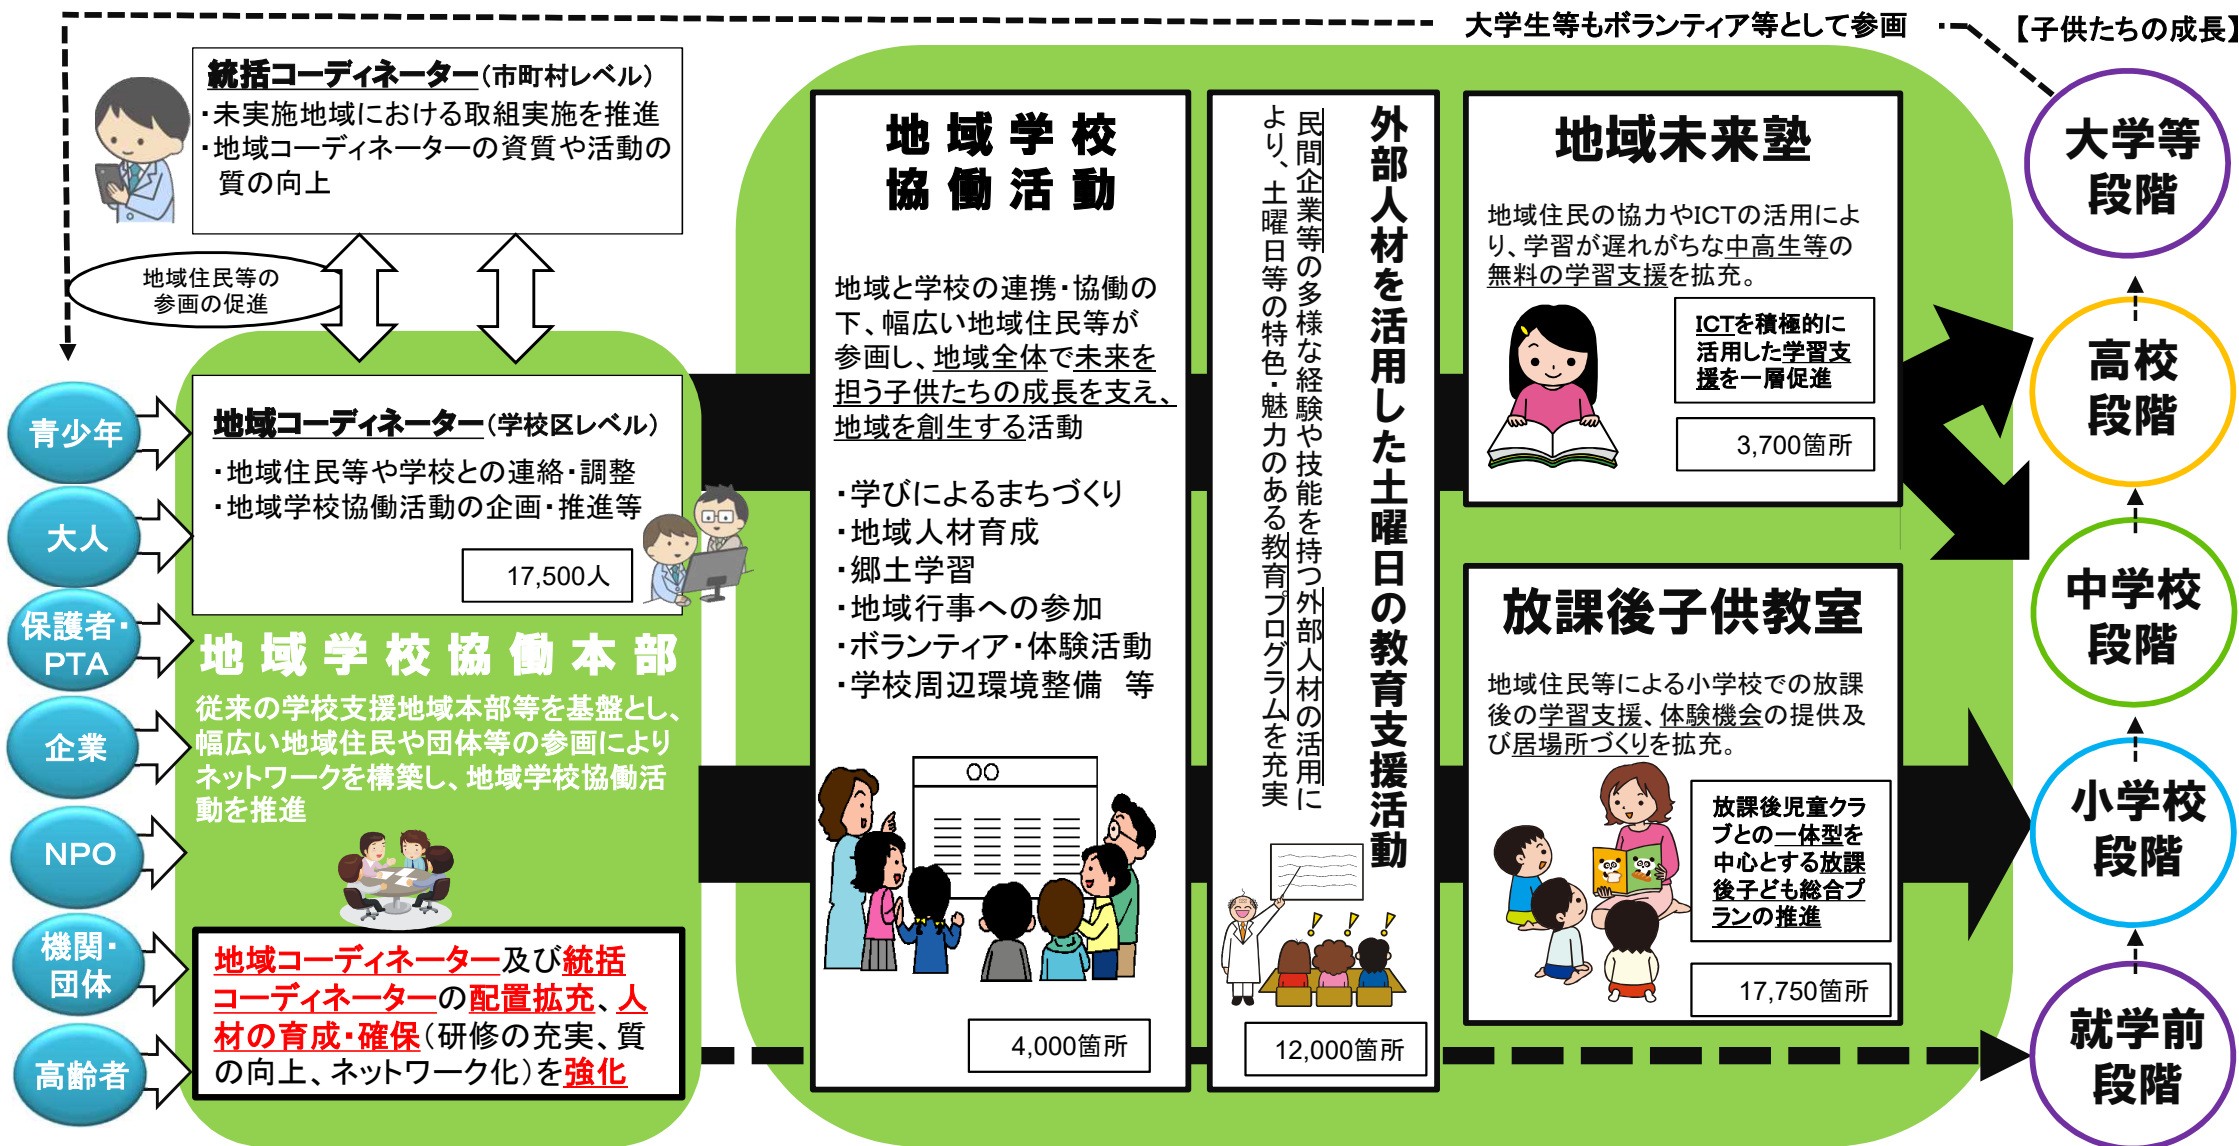 大学生等もボランティア等として参画
【子供たちの成長】
統括コーディネーター(市町村レベル)
・未実施地域における取組実施を推進
・地域コーディネーターの資質や活動の
質の向上
地域住民等の
参画の促進
青少年
大人
保護者・
PTA
企業
NPO
機関・
団体
高齢者
地域コーディネーター(学校区レベル)
・地域住民等や学校との連絡・調整
・地域学校協働活動の企画・推進等
17,500人
地域学校協働本部
従来の学校支援地域本部等を基盤とし、
幅広い地域住民や団体等の参画により
ネットワークを構築し、地域学校協働活
動を推進
地域コーディネーター及び統括
コーディネーターの配置拡充、人
材の育成・確保(研修の充実、質
の向上、ネットワーク化)を強化
地域学校
協働活動
地域と学校の連携・協働の
下、幅広い地域住民等が
参画し、地域全体で未来を
担う子供たちの成長を支え、
地域を創生する活動
・学びによるまちづくり
・地域人材育成
・郷土学習
・地域行事への参加
・ボランティア・体験活動
・学校周辺環境整備 等
○○
4,000箇所
外部人材を活用した土曜日の教育支援活動
民間企業等の多様な経験や技能を持つ外部人材の活用に
より、土曜日等の特色・魅力のある教育プログラムを充実
12,000箇所
地域未来塾
地域住民の協力やICTの活用によ
り、学習が遅れがちな中高生等の
無料の学習支援を拡充。
ICTを積極的に
活用した学習支
援を一層促進
3,700箇所
放課後子供教室
地域住民等による小学校での放課
後の学習支援、体験機会の提供及
び居場所づくりを拡充。
放課後児童クラ
ブとの一体型を
中心とする放課
後子ども総合プ
ランの推進
17,750箇所
大学等
段階
高校
段階
中学校
段階
小学校
段階
就学前
段階